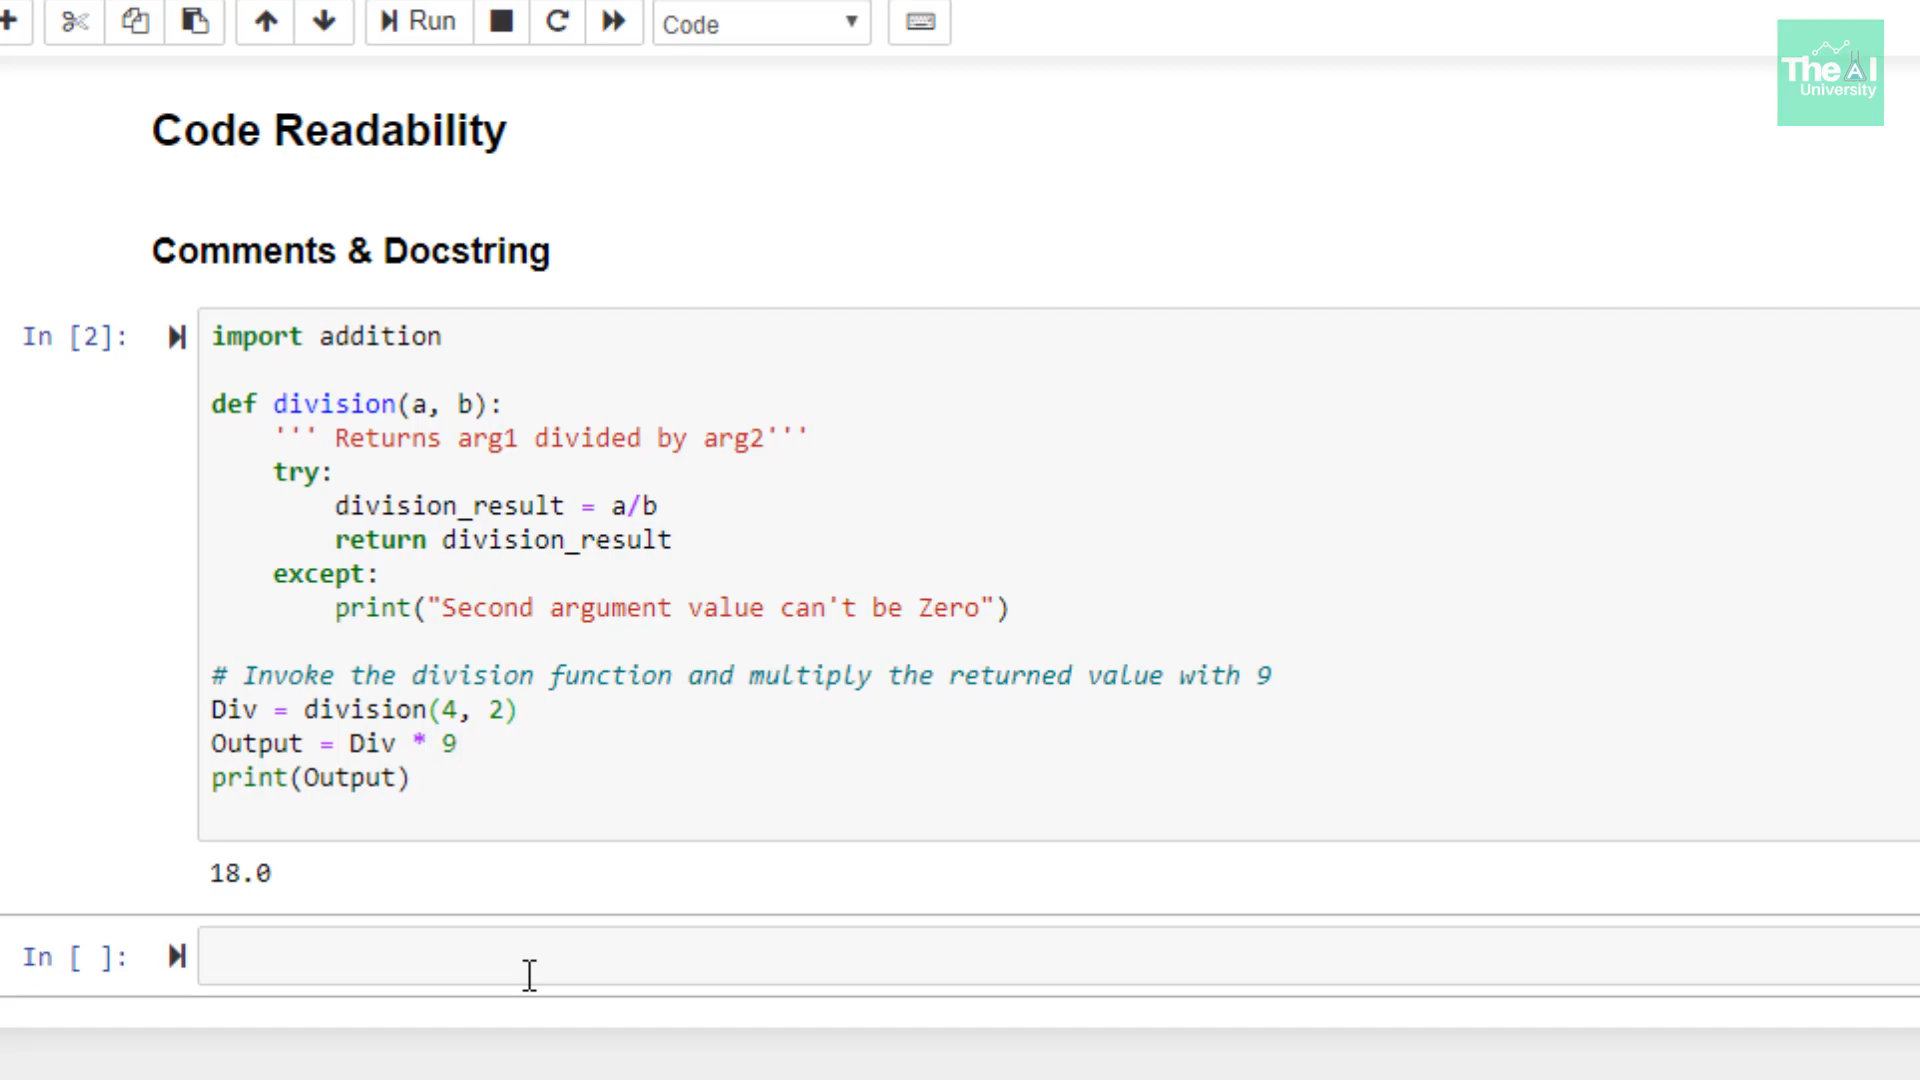 Run
Code
The AI
University
Code Readability
Comments & Docstring
In [2]:
import addition
def division(a, b):
''' Returns arg1 divided by arg2'''
try:
division_result = a/b
return division_result
except:
print("Second argument value can't be Zero")
# Invoke the division function and multiply the returned value with 9
Div = division(4, 2)
Output = Div * 9
print(Output)
18.0
In [ ]: